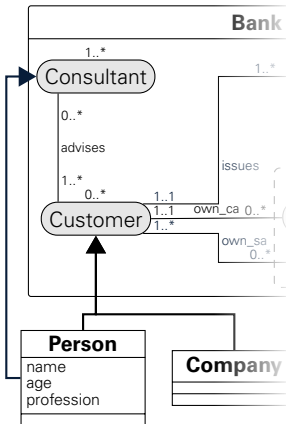 Bank
1..*
1..*
Consultant
0..*
advises
issues
1..*
0..*
1..1
1..1
own_ca
0..*
Customer
1..*
own_sa
0..*
Person
name
age
profession
Company